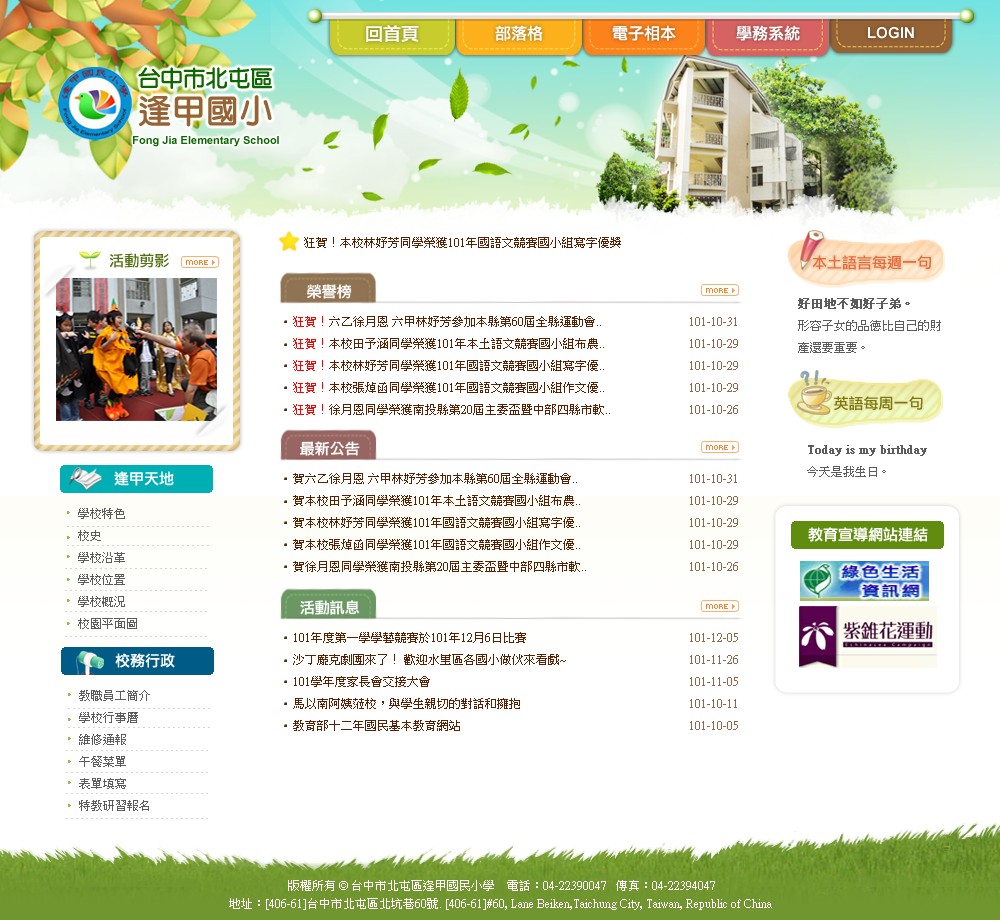 回首頁
部落格
電子相本
學務系統
LOGIN
台中市北屯區
逢甲國小
Fong Jia Elementary School
活動剪影
MORE
逢甲天地
學校特色
校史
學校沿革
學校位置
學校概況
校園平面圖
校務行政
教職員工簡介
學校行事曆
維修通報
午餐菜單
表單填寫
特教研習報名
狂賀！本校林妤芳同學榮獲101年國語文競賽國小組寫字優獎
榮譽榜
MORE
狂賀！六乙徐月恩 六甲林妤芳參加本縣第60屆全縣運動會.. 101-10-31
狂賀！本校田予涵同學榮獲101年本土語文競賽國小組布農.. 101-10-29
狂賀！本校林妤芳同學榮獲101年國語文競賽國小組寫字優.. 101-10-29
狂賀！本校張焯函同學榮獲101年國語文競賽國小組作文優.. 101-10-29
狂賀！徐月恩同學榮獲南投縣第20屆主委盃暨中部四縣市軟.. 101-10-26
最新公告
MORE
賀六乙徐月恩 六甲林妤芳參加本縣第60屆全縣運動會.. 101-10-31
賀本校田予涵同學榮獲101年本土語文競賽國小組布農.. 101-10-29
賀本校林妤芳同學榮獲101年國語文競賽國小組寫字優.. 101-10-29
賀本校張焯函同學榮獲101年國語文競賽國小組作文優.. 101-10-29
賀徐月恩同學榮獲南投縣第20屆主委盃暨中部四縣市軟.. 101-10-26
活動訊息
MORE
101年度第一學學藝競賽於101年12月6日比賽 101-12-05
沙丁龐克劇團來了！ 歡迎水里區各國小做伙來看戲~ 101-11-26
101學年度家長會交接大會 101-11-05
馬以南阿姨蒞校，與學生親切的對話和擁抱 101-10-11
教育部十二年國民基本教育網站 101-10-05
本土語言每週一句
好田地不如好子弟。
形容子女的品德比自己的財
產還要重要。
英語每周一句
Today is my birthday
今天是我生日。
教育宣導網站連結
綠色生活
資訊網
紫錐花運動
Echinacea Campaign
版權所有 © 台中市北屯區逢甲國民小學 電話：04-22390047 傳真：04-22394047
地址：[406-61]台中市北屯區北坑巷60號. [406-61]#60, Lane Beiken,Taichung City, Taiwan, Republic of China